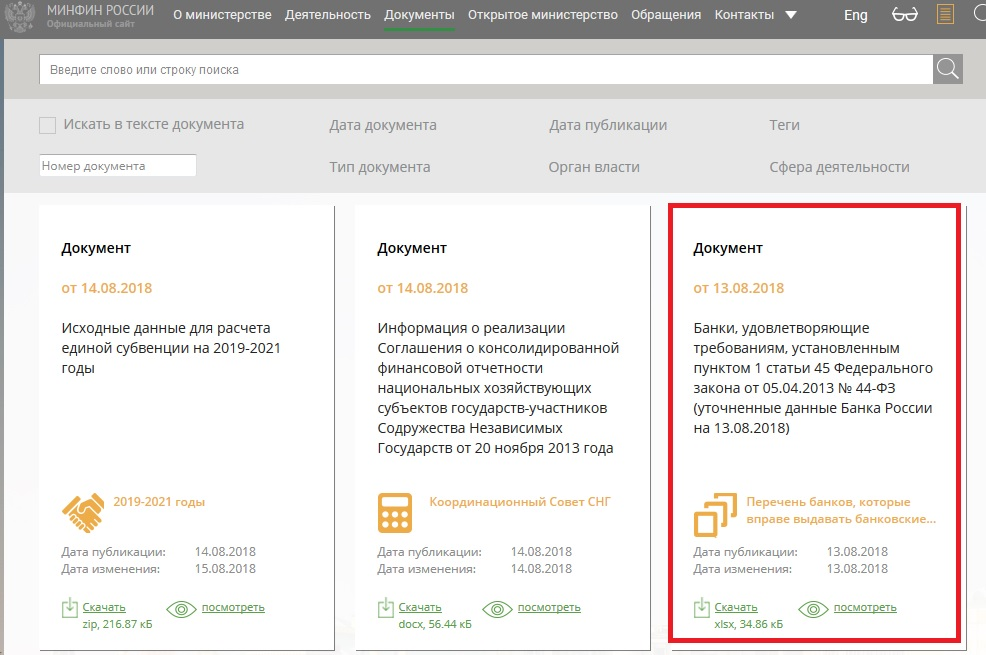 МИНФИН РОССИИ
Официальный сайт
О министерстве Деятельность Документы Открытое министерство Обращения Контакты Eng
Введите слово или строку поиска
Искать в тексте документа Дата документа Дата публикации Теги
Номер документа Тип документа Орган власти Сфера деятельности
Документ
от 14.08.2018
Исходные данные для расчета
единой субвенции на 2019-2021
годы
2019-2021 годы
Дата публикации: 14.08.2018
Дата изменения: 15.08.2018
Скачать посмотреть
zip, 216.87 кБ
Документ
от 14.08.2018
Информация о реализации
Соглашения о консолидированной
финансовой отчетности
национальных хозяйствующих
субъектов государств-участников
Содружества Независимых
Государств от 20 ноября 2013 года
Координационный Совет СНГ
Дата публикации: 14.08.2018
Дата изменения: 14.08.2018
Скачать посмотреть
docx, 56.44 кБ
Документ
от 13.08.2018
Банки, удовлетворяющие
требованиям, установленным
пунктом 1 статьи 45 Федерального
закона от 05.04.2013 № 44-ФЗ
(уточненные данные Банка России
на 13.08.2018)
Перечень банков, которые
вправе выдавать банковские...
Дата публикации: 13.08.2018
Дата изменения: 13.08.2018
Скачать посмотреть
xlsx, 34.86 кБ